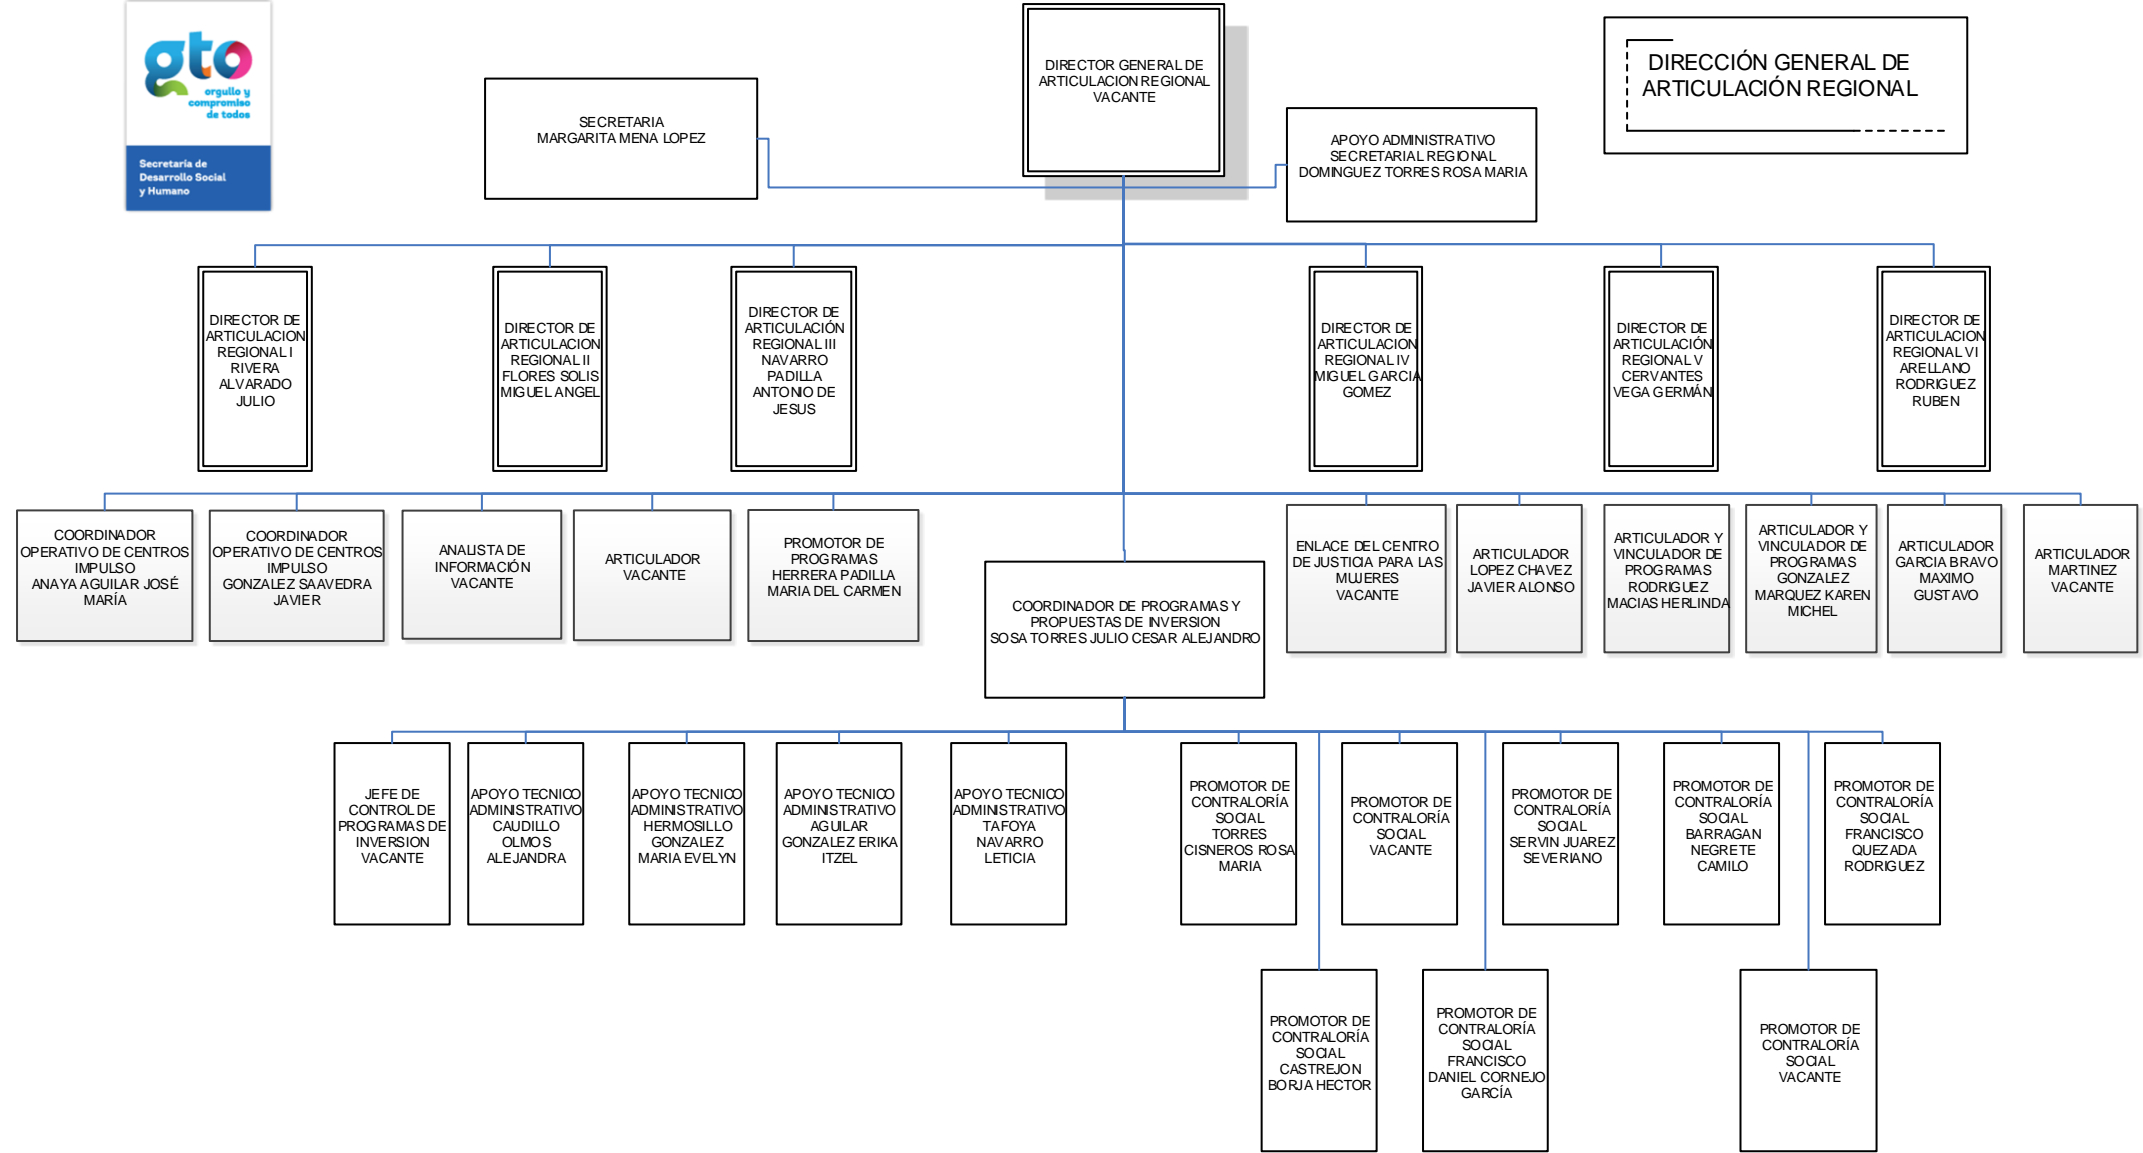 gto
orgullo y
compromiso
de todos
Secretaría de
Desarrollo Social
y Humano
SECRETARIA
MARGARITA MENA LOPEZ
DIRECTOR GENERAL DE
ARTICULACION REGIONAL
VACANTE
APOYO ADMINISTRATIVO
SECRETARIAL REGIONAL
DOMINGUEZ TORRES ROSA MARIA
DIRECCIÓN GENERAL DE
ARTICULACIÓN REGIONAL
DIRECTOR DE
ARTICULACION
REGIONAL I
RIVERA
ALVARADO
JULIO
DIRECTOR DE
ARTICULACION
REGIONAL II
FLORES SOLIS
MIGUEL ANGEL
DIRECTOR DE
ARTICULACIÓN
REGIONAL III
NAVARRO
PADILLA
ANTONIO DE
JESUS
DIRECTOR DE
ARTICULACION
REGIONAL IV
MIGUEL GARCIA
GOMEZ
DIRECTOR DE
ARTICULACIÓN
REGIONAL V
CERVANTES
VEGA GERMÁN
DIRECTOR DE
ARTICULACION
REGIONAL VI
ARELLANO
RODRIGUEZ
RUBEN
COORDINADOR
OPERATIVO DE CENTROS
IMPULSO
ANAYA AGUILAR JOSÉ
MARÍA
COORDINADOR
OPERATIVO DE CENTROS
IMPULSO
GONZALEZ SAAVEDRA
JAVIER
ANALISTA DE
INFORMACIÓN
VACANTE
ARTICULADOR
VACANTE
PROMOTOR DE
PROGRAMAS
HERRERA PADILLA
MARIA DEL CARMEN
COORDINADOR DE PROGRAMAS Y
PROPUESTAS DE INVERSION
SOSA TORRES JULIO CESAR ALEJANDRO
ENLACE DEL CENTRO
DE JUSTICIA PARA LAS
MUJERES
VACANTE
ARTICULADOR
LOPEZ CHAVEZ
JAVIER ALONSO
ARTICULADOR Y
VINCULADOR DE
PROGRAMAS
RODRIGUEZ
MACIAS HERLINDA
ARTICULADOR Y
VINCULADOR DE
PROGRAMAS
GONZALEZ
MARQUEZ KAREN
MICHEL
ARTICULADOR
GARCIA BRAVO
MAXIMO
GUSTAVO
ARTICULADOR
MARTINEZ
VACANTE
JEFE DE
CONTROL DE
PROGRAMAS DE
INVERSION
VACANTE
APOYO TECNICO
ADMINISTRATIVO
CAUDILLO
OLMOS
ALEJANDRA
APOYO TECNICO
ADMINISTRATIVO
HERMOSILLO
GONZALEZ
MARIA EVELYN
APOYO TECNICO
ADMINISTRATIVO
AGUILAR
GONZALEZ ERIKA
ITZEL
APOYO TECNICO
ADMINISTRATIVO
TAFOYA
NAVARRO
LETICIA
PROMOTOR DE
CONTRALORÍA
SOCIAL
TORRES
CISNEROS ROSA
MARIA
PROMOTOR DE
CONTRALORÍA
SOCIAL
VACANTE
PROMOTOR DE
CONTRALORÍA
SOCIAL
SERVIN JUAREZ
SEVERIANO
PROMOTOR DE
CONTRALORÍA
SOCIAL
BARRAGAN
NEGRETE
CAMILO
PROMOTOR DE
CONTRALORÍA
SOCIAL
FRANCISCO
QUEZADA
RODRIGUEZ
PROMOTOR DE
CONTRALORÍA
SOCIAL
CASTREJON
BORJA HECTOR
PROMOTOR DE
CONTRALORÍA
SOCIAL
FRANCISCO
DANIEL CORNEJO
GARCÍA
PROMOTOR DE
CONTRALORÍA
SOCIAL
VACANTE